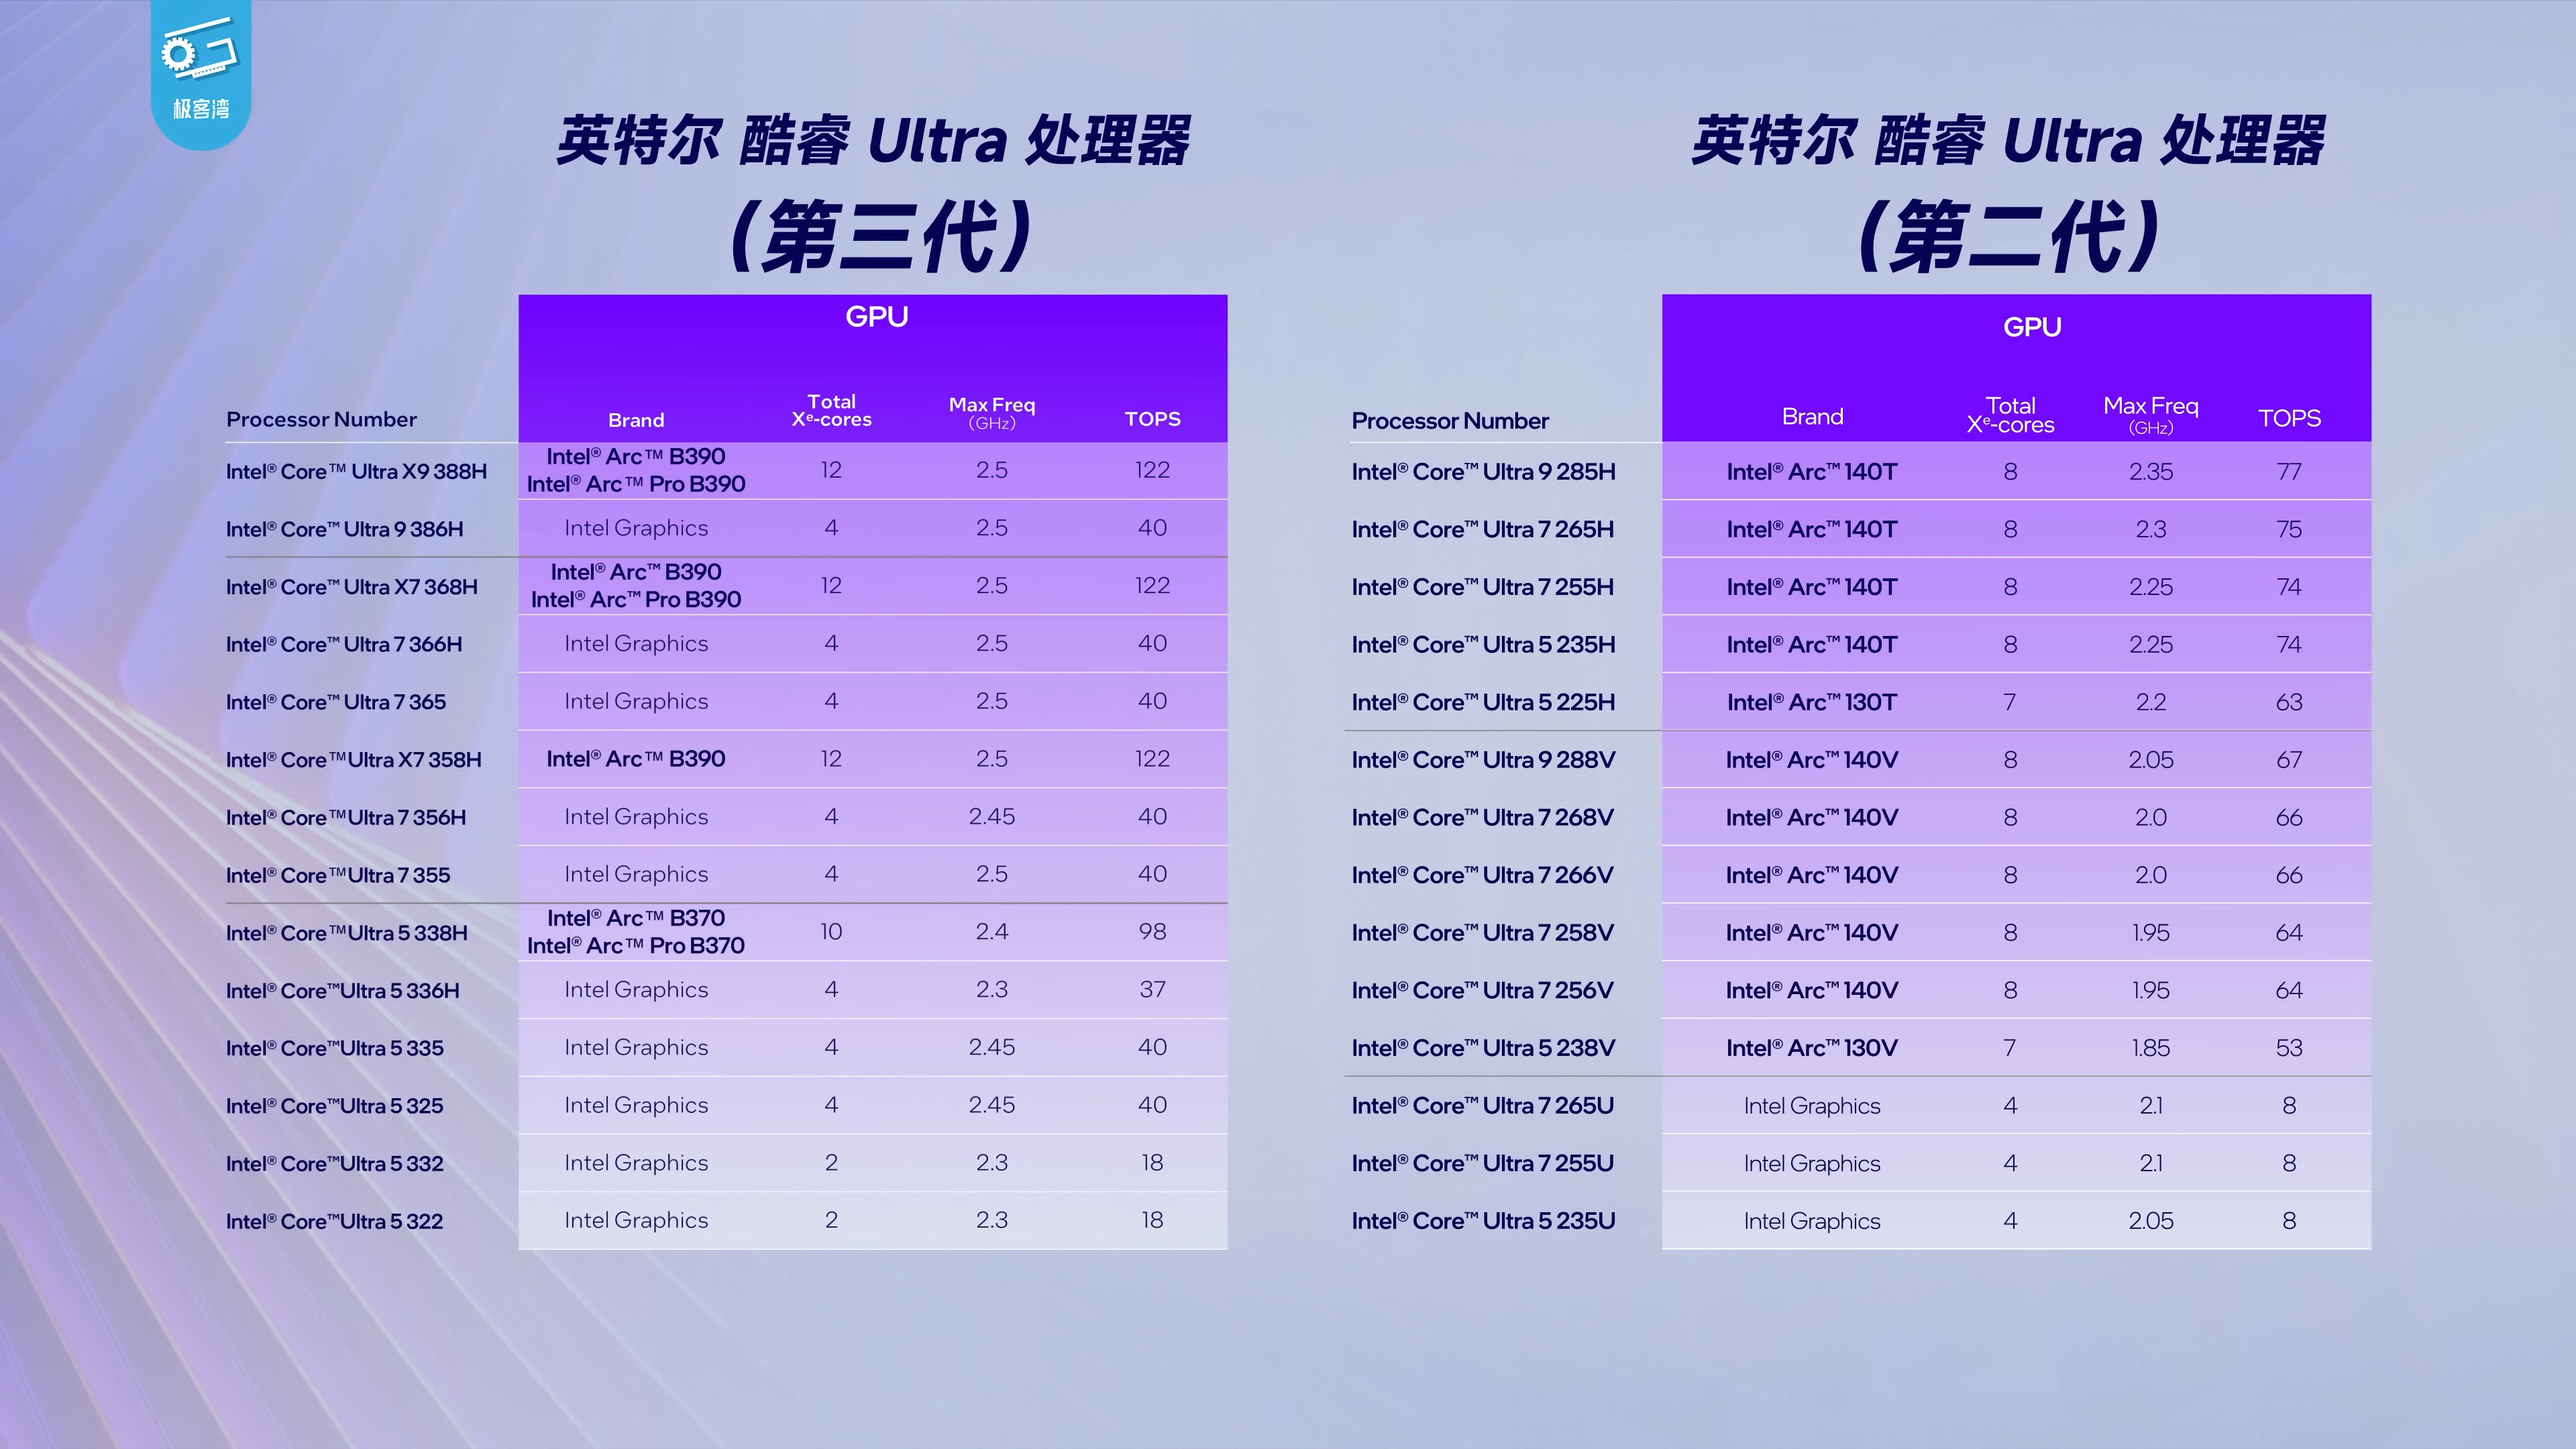 极客湾
英特尔 酷睿 Ultra 处理器
（第三代）
GPU
Processor Number Brand Total Xᵉ-cores Max Freq (GHz) TOPS
Intel® Core™ Ultra X9 388H Intel® Arc™ B390 Intel® Arc™ Pro B390 12 2.5 122
Intel® Core™ Ultra 9 386H Intel Graphics 4 2.5 40
Intel® Core™ Ultra X7 368H Intel® Arc™ B390 Intel® Arc™ Pro B390 12 2.5 122
Intel® Core™ Ultra 7 366H Intel Graphics 4 2.5 40
Intel® Core™ Ultra 7 365 Intel Graphics 4 2.5 40
Intel® Core™Ultra X7 358H Intel® Arc™ B390 12 2.5 122
Intel® Core™Ultra 7 356H Intel Graphics 4 2.45 40
Intel® Core™Ultra 7 355 Intel Graphics 4 2.5 40
Intel® Core™Ultra 5 338H Intel® Arc™ B370 Intel® Arc™ Pro B370 10 2.4 98
Intel® Core™Ultra 5 336H Intel Graphics 4 2.3 37
Intel® Core™Ultra 5 335 Intel Graphics 4 2.45 40
Intel® Core™Ultra 5 325 Intel Graphics 4 2.45 40
Intel® Core™Ultra 5 332 Intel Graphics 2 2.3 18
Intel® Core™Ultra 5 322 Intel Graphics 2 2.3 18
英特尔 酷睿 Ultra 处理器
（第二代）
GPU
Processor Number Brand Total Xᵉ-cores Max Freq (GHz) TOPS
Intel® Core™ Ultra 9 285H Intel® Arc™ 140T 8 2.35 77
Intel® Core™ Ultra 7 265H Intel® Arc™ 140T 8 2.3 75
Intel® Core™ Ultra 7 255H Intel® Arc™ 140T 8 2.25 74
Intel® Core™ Ultra 5 235H Intel® Arc™ 140T 8 2.25 74
Intel® Core™ Ultra 5 225H Intel® Arc™ 130T 7 2.2 63
Intel® Core™ Ultra 9 288V Intel® Arc™ 140V 8 2.05 67
Intel® Core™ Ultra 7 268V Intel® Arc™ 140V 8 2.0 66
Intel® Core™ Ultra 7 266V Intel® Arc™ 140V 8 2.0 66
Intel® Core™ Ultra 7 258V Intel® Arc™ 140V 8 1.95 64
Intel® Core™ Ultra 7 256V Intel® Arc™ 140V 8 1.95 64
Intel® Core™ Ultra 5 238V Intel® Arc™ 130V 7 1.85 53
Intel® Core™ Ultra 7 265U Intel Graphics 4 2.1 8
Intel® Core™ Ultra 7 255U Intel Graphics 4 2.1 8
Intel® Core™ Ultra 5 235U Intel Graphics 4 2.05 8